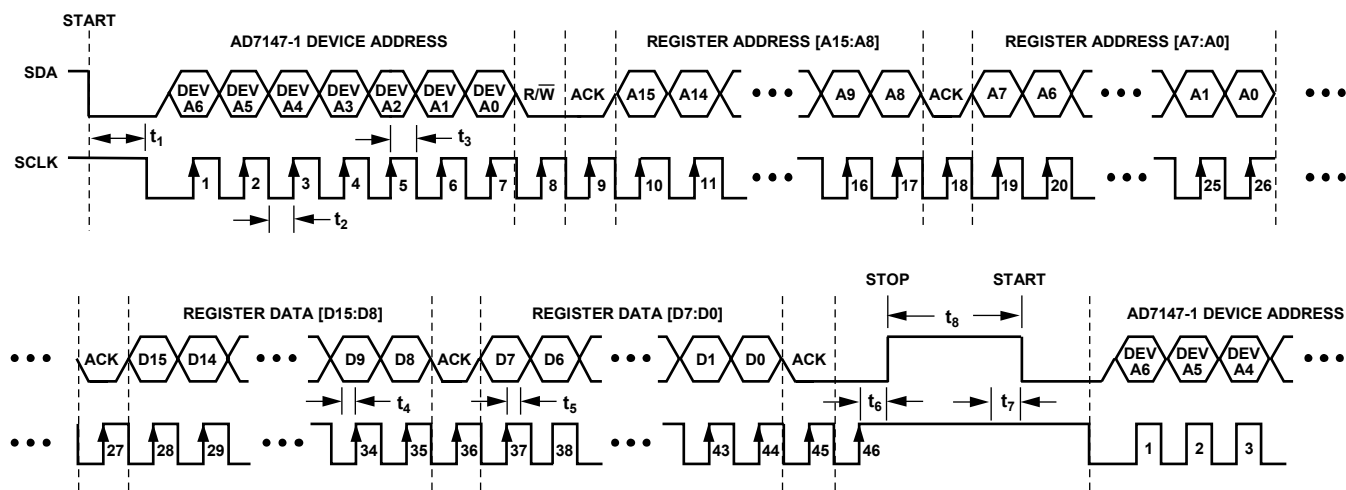 START
AD7147-1 DEVICE ADDRESS
REGISTER ADDRESS [A15:A8]
REGISTER ADDRESS [A7:A0]
SDA
DEV A6 DEV A5 DEV A4 DEV A3 DEV A2 DEV A1 DEV A0 R/W̅ ACK A15 A14 ••• A9 A8 ACK A7 A6 ••• A1 A0 •••
t1 t3
SCLK
1 2 3 4 5 6 7 8 9 10 11 ••• 16 17 18 19 20 ••• 25 26 •••
t2
STOP START
REGISTER DATA [D15:D8] REGISTER DATA [D7:D0] t8 AD7147-1 DEVICE ADDRESS
••• ACK D15 D14 ••• D9 D8 ACK D7 D6 ••• D1 D0 ACK DEV A6 DEV A5 DEV A4 •••
t4 t5 t6 t7
••• 27 28 29 ••• 34 35 36 37 38 ••• 43 44 45 46 1 2 3 •••